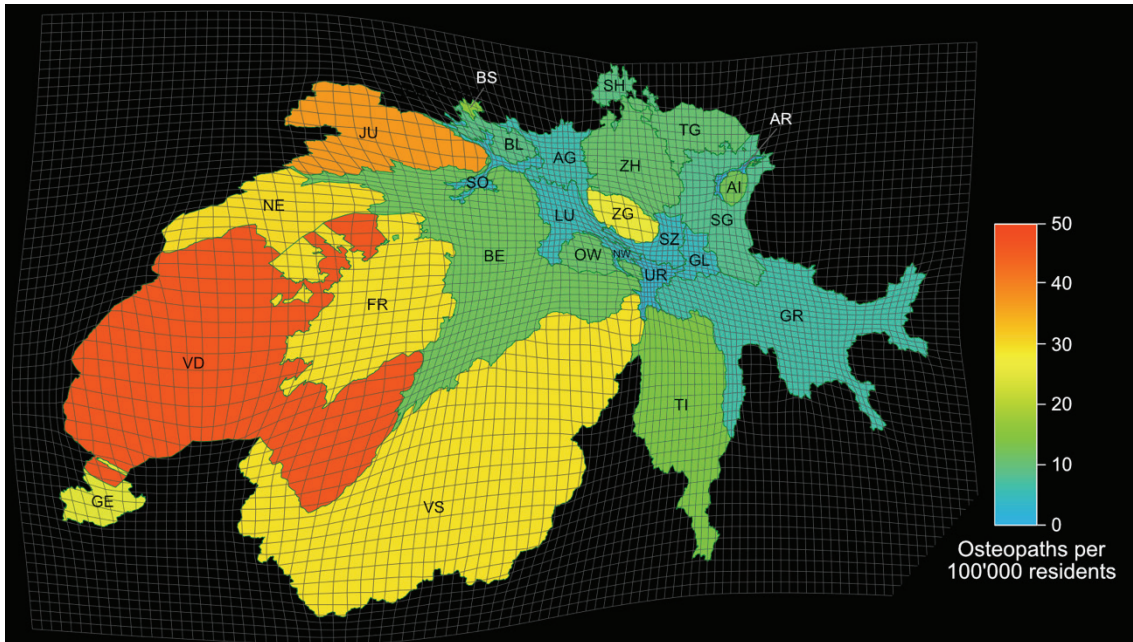 BS
SH
AR
JU
TG
BL
AG
ZH
SO
AI
NE
LU
ZG
SG
SZ
BE
OW
NW
GL
UR
FR
GR
VD
TI
GE
VS
50
40
30
20
10
0
Osteopaths per
100'000 residents